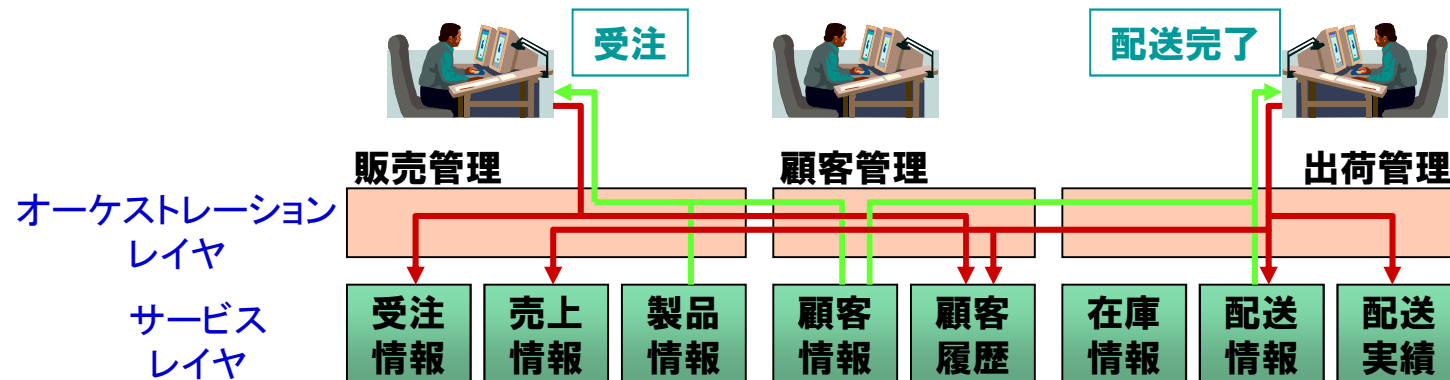 受注
配送完了
販売管理
顧客管理
出荷管理
オーケストレーション
レイヤ
サービス
レイヤ
受注
情報
売上
情報
製品
情報
顧客
情報
顧客
履歴
在庫
情報
配送
情報
配送
実績